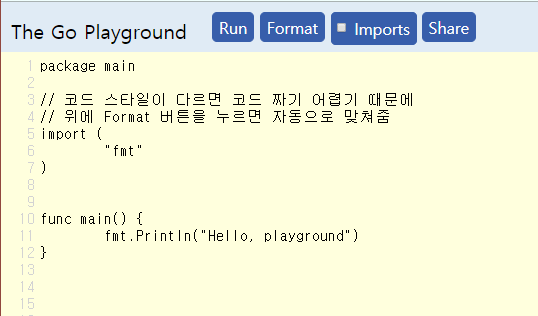 The Go Playground Run Format Imports Share
1 package main
2
3 // 코드 스타일이 다르면 코드 짜기 어렵기 때문에
4 // 위에 Format 버튼을 누르면 자동으로 맞춰줌
5 import (
6 "fmt"
7 )
8
9
10 func main() {
11 fmt.Println("Hello, playground")
12 }
13
14
15